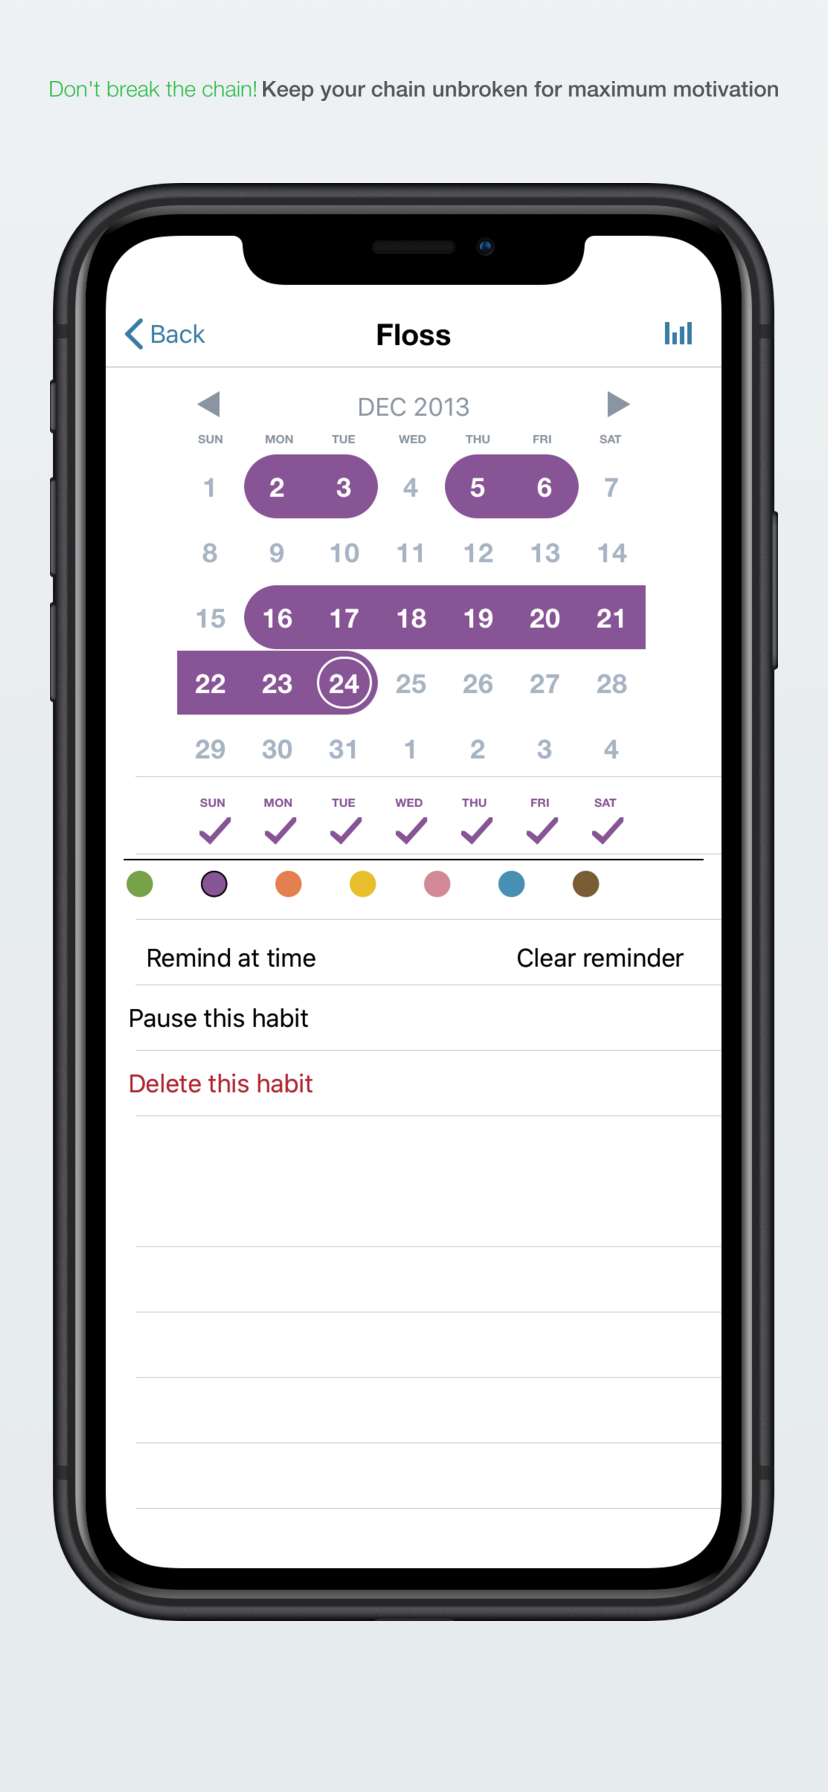 Don't break the chain! Keep your chain unbroken for maximum motivation
Back Floss
DEC 2013
SUN MON TUE WED THU FRI SAT
1 2 3 4 5 6 7
8 9 10 11 12 13 14
15 16 17 18 19 20 21
22 23 24 25 26 27 28
29 30 31 1 2 3 4
SUN MON TUE WED THU FRI SAT
Remind at time Clear reminder
Pause this habit
Delete this habit